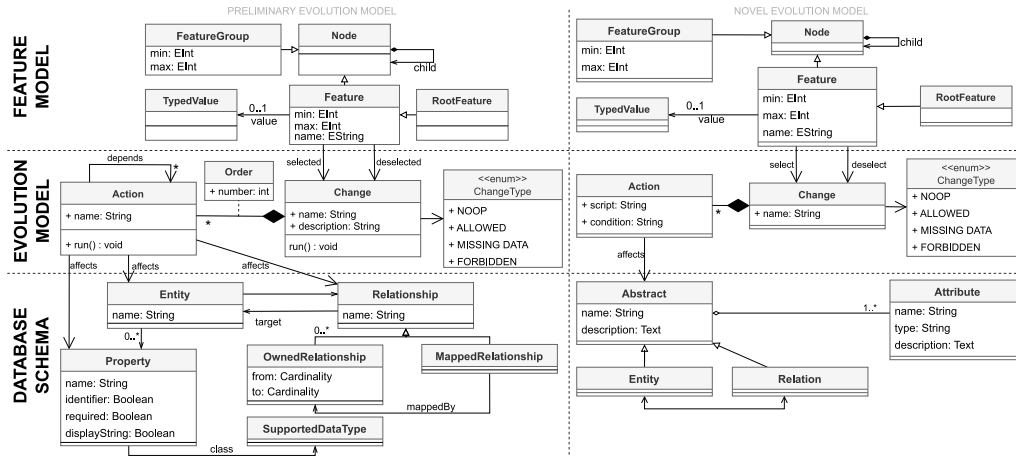 PRELIMINARY EVOLUTION MODEL
NOVEL EVOLUTION MODEL
FEATURE
MODEL
FeatureGroup
min: EInt
max: EInt
Node
child
TypedValue
0..1
value
Feature
min: EInt
max: EInt
name: EString
RootFeature
FeatureGroup
min: EInt
max: EInt
Node
child
TypedValue
0..1
value
Feature
min: EInt
max: EInt
name: EString
RootFeature
EVOLUTION
MODEL
depends
*
Action
+ name: String
+ run() : void
Order
+ number: int
*
selected
deselected
Change
+ name: String
+ description: String
run() : void
<<enum>>
ChangeType
+ NOOP
+ ALLOWED
+ MISSING DATA
+ FORBIDDEN
affects
affects
affects
Action
+ script: String
+ condition: String
*
select
deselect
Change
+ name: String
<<enum>>
ChangeType
+ NOOP
+ ALLOWED
+ MISSING DATA
+ FORBIDDEN
affects
DATABASE
SCHEMA
Entity
name: String
target
Relationship
name: String
0..*
0..*
Property
name: String
identifier: Boolean
required: Boolean
displayString: Boolean
OwnedRelationship
from: Cardinality
to: Cardinality
MappedRelationship
mappedBy
SupportedDataType
class
Abstract
name: String
description: Text
1..*
Attribute
name: String
type: String
description: Text
Entity
Relation